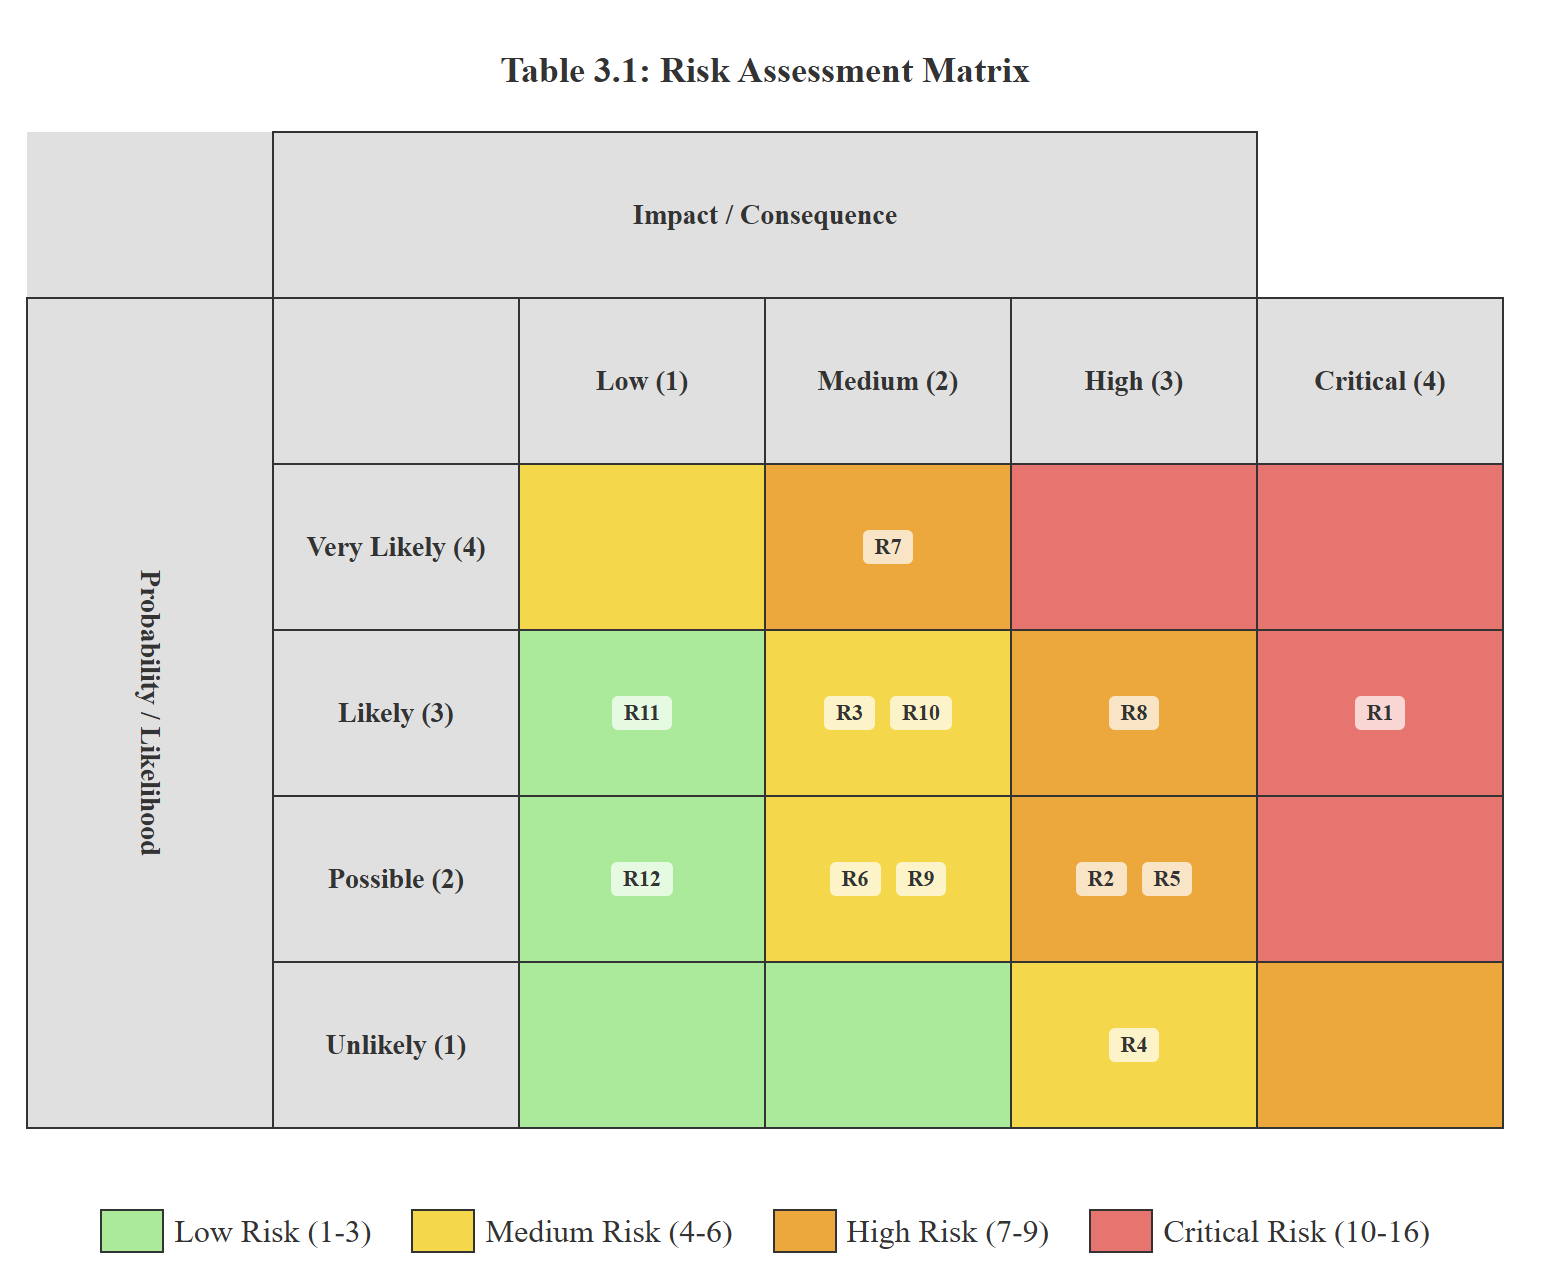 Table 3.1: Risk Assessment Matrix
Impact / Consequence
Probability / Likelihood
Low (1) Medium (2) High (3) Critical (4)
Very Likely (4) R7
Likely (3) R11 R3 R10 R8 R1
Possible (2) R12 R6 R9 R2 R5
Unlikely (1) R4
Low Risk (1-3) Medium Risk (4-6) High Risk (7-9) Critical Risk (10-16)